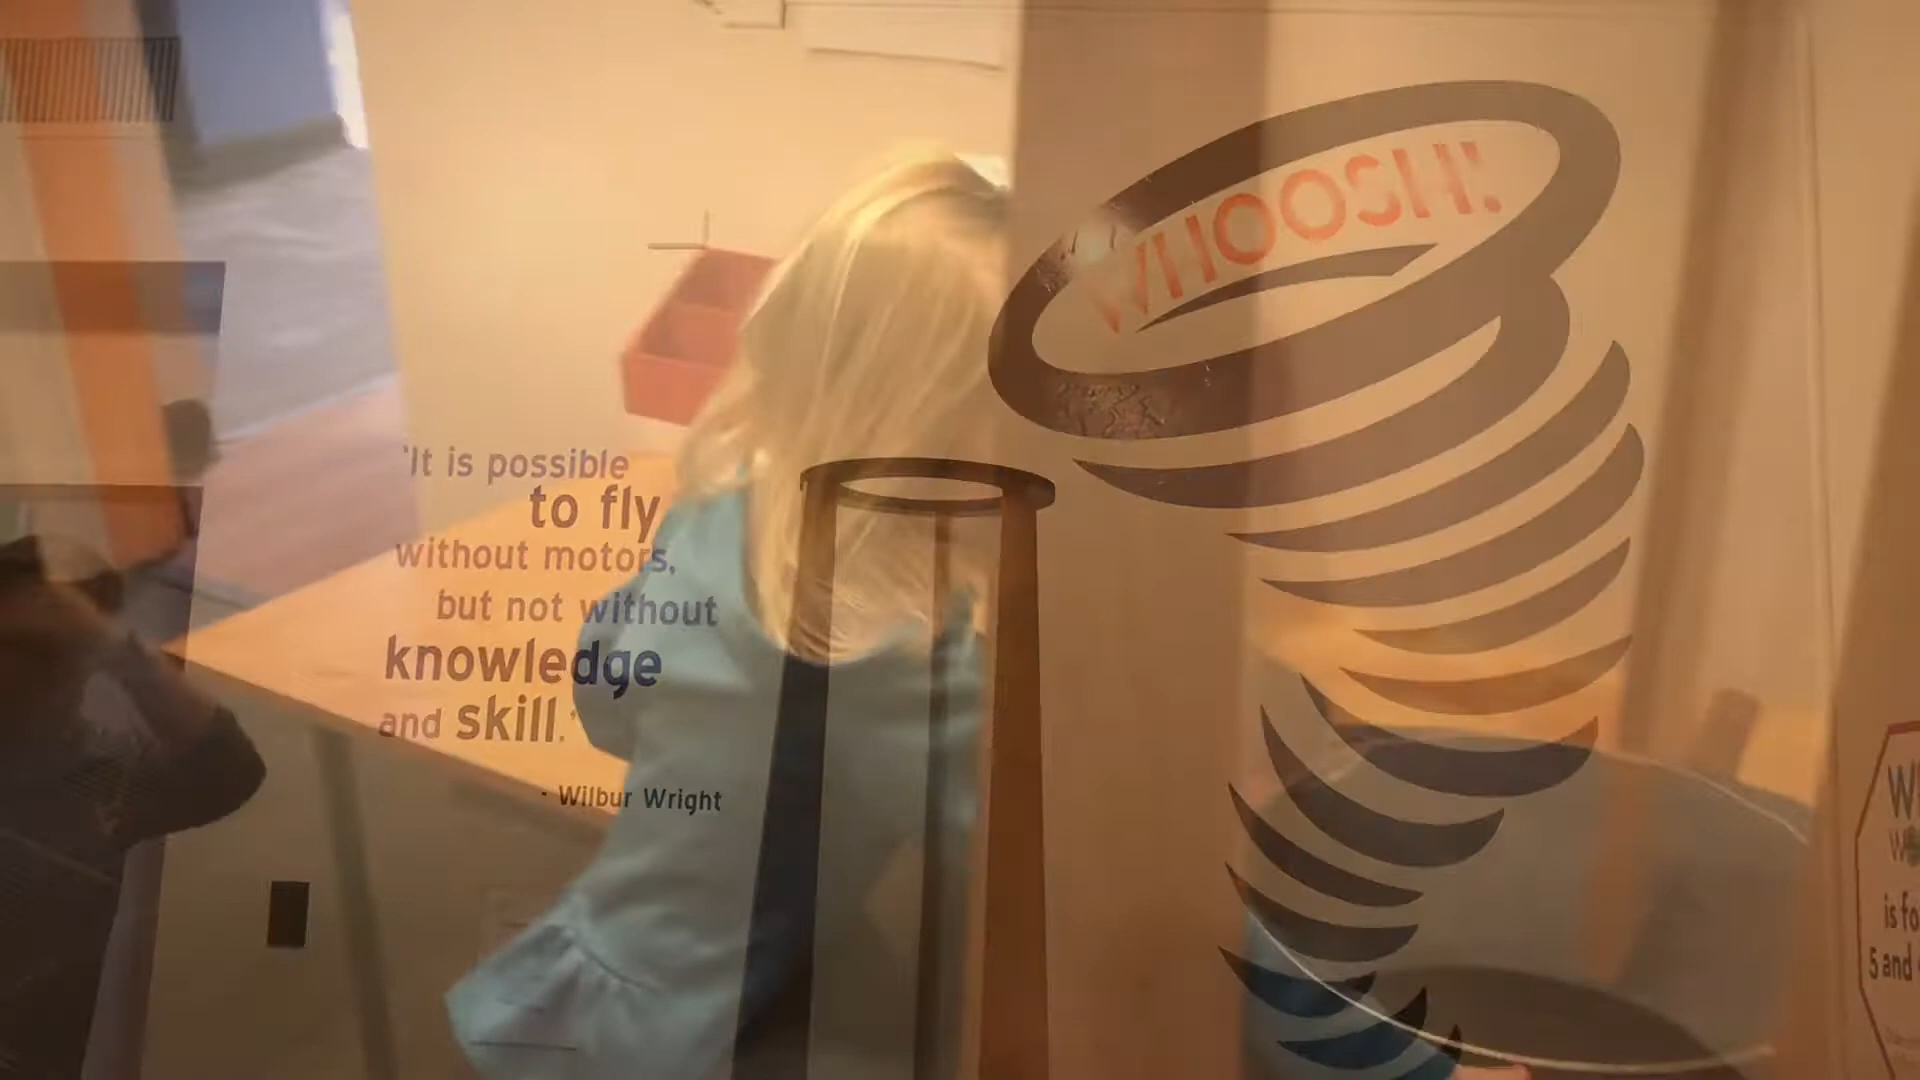 WHOOSH!
"It is possible
to fly
without motors,
but not without
knowledge
and skill."
- Wilbur Wright
is fo
5 and